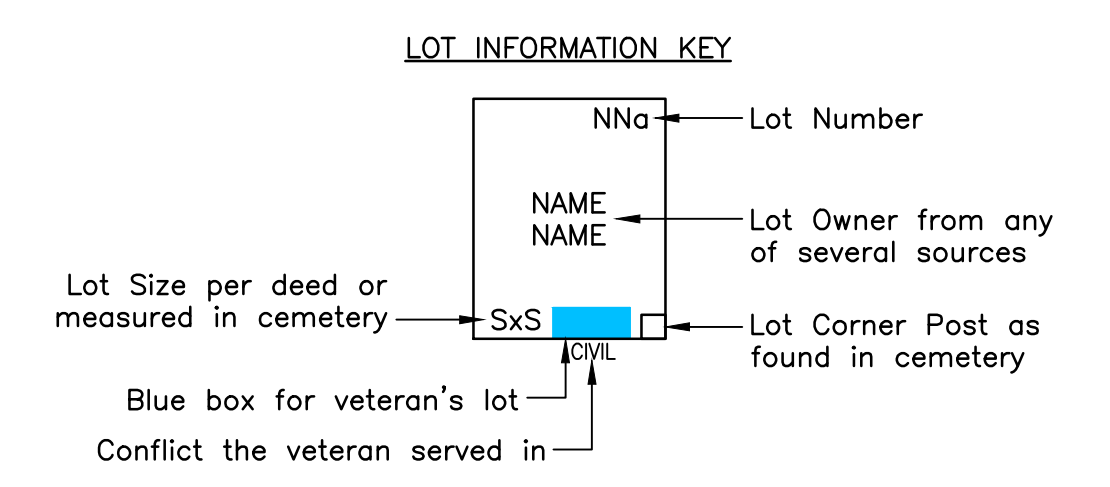 LOT INFORMATION KEY
NNa
Lot Number
NAME
NAME
Lot Owner from any
of several sources
Lot Size per deed or
measured in cemetery
SxS
Lot Corner Post as
found in cemetery
CIVIL
Blue box for veteran's lot
Conflict the veteran served in